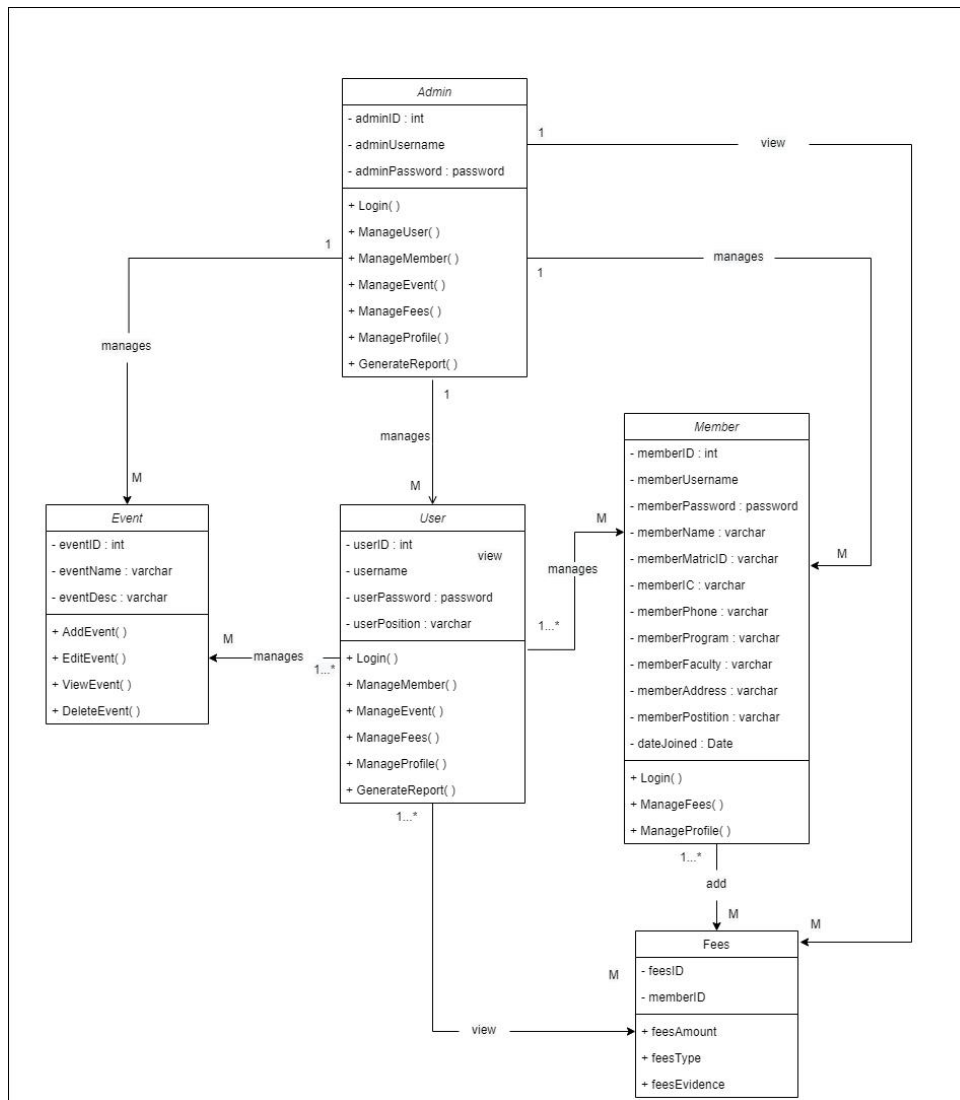 Admin
- adminID : int
- adminUsername
- adminPassword : password
+ Login( )
+ ManageUser( )
+ ManageMember( )
+ ManageEvent( )
+ ManageFees( )
+ ManageProfile( )
+ GenerateReport( )
1
view
1
manages
1
manages
1
manages
M
M
M
M
Event
- eventID : int
- eventName : varchar
- eventDesc : varchar
+ AddEvent( )
+ EditEvent( )
+ ViewEvent( )
+ DeleteEvent( )
M
manages
1...*
User
- userID : int
view
- username
- userPassword : password
- userPosition : varchar
+ Login( )
+ ManageMember( )
+ ManageEvent( )
+ ManageFees( )
+ ManageProfile( )
+ GenerateReport( )
M
manages
1...*
Member
- memberID : int
- memberUsername
- memberPassword : password
- memberName : varchar
- memberMatricID : varchar
- memberIC : varchar
- memberPhone : varchar
- memberProgram : varchar
- memberFaculty : varchar
- memberAddress : varchar
- memberPostition : varchar
- dateJoined : Date
+ Login( )
+ ManageFees( )
+ ManageProfile( )
1...*
1...*
add
M
Fees
- feesID
- memberID
+ feesAmount
+ feesType
+ feesEvidence
M
view